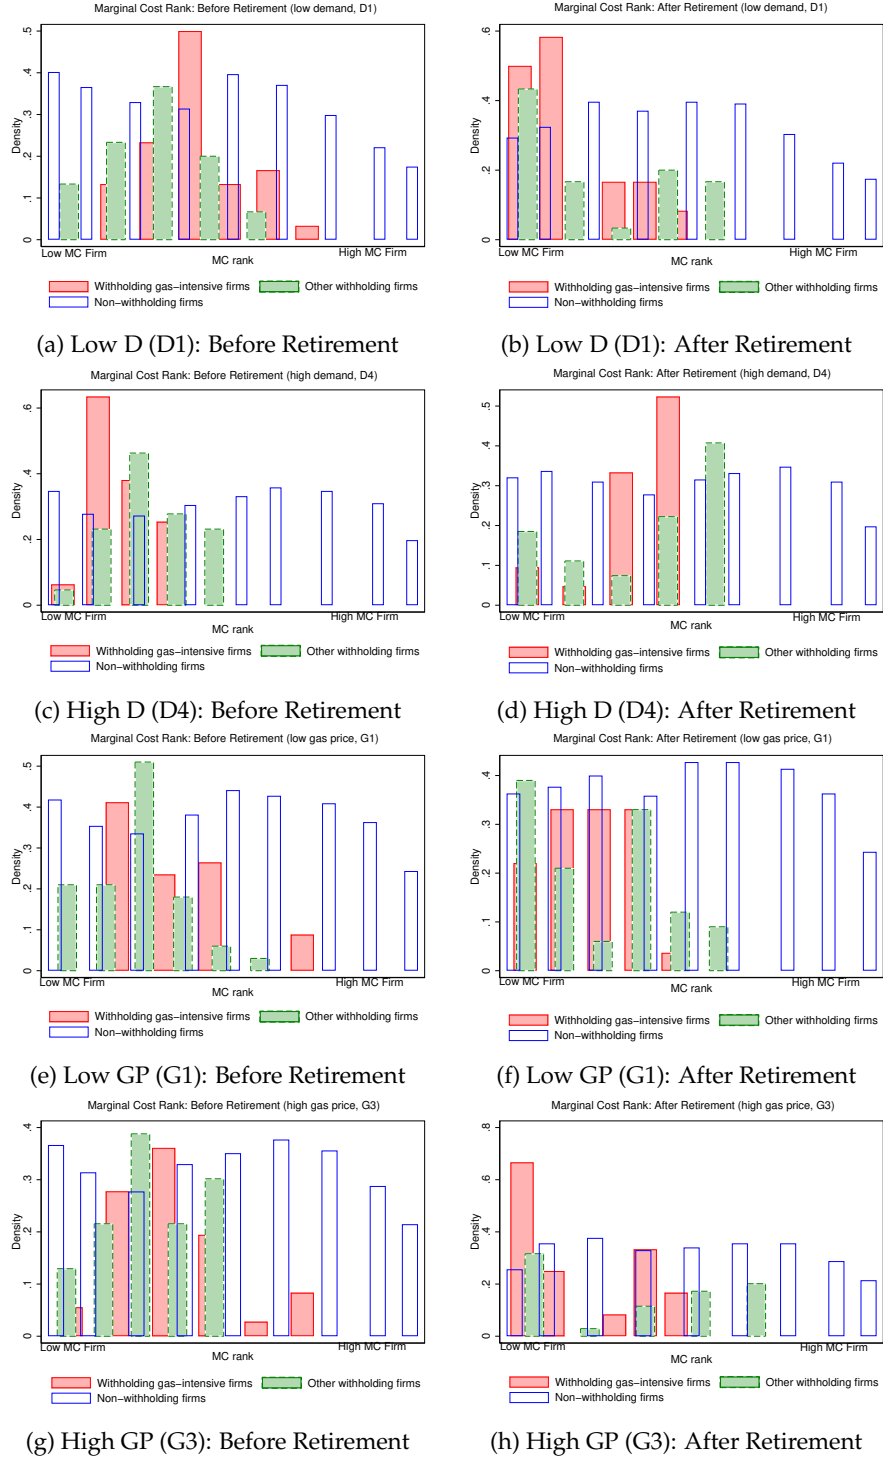 Marginal Cost Rank: Before Retirement (low demand, D1)
Density
0 .1 .2 .3 .4 .5
Low MC Firm High MC Firm
MC rank
Withholding gas−intensive firms Other withholding firms
Non−withholding firms
(a) Low D (D1): Before Retirement
Marginal Cost Rank: After Retirement (low demand, D1)
Density
0 .2 .4 .6
Low MC Firm High MC Firm
MC rank
Withholding gas−intensive firms Other withholding firms
Non−withholding firms
(b) Low D (D1): After Retirement
Marginal Cost Rank: Before Retirement (high demand, D4)
Density
0 .2 .4 .6
Low MC Firm High MC Firm
MC rank
Withholding gas−intensive firms Other withholding firms
Non−withholding firms
(c) High D (D4): Before Retirement
Marginal Cost Rank: After Retirement (high demand, D4)
Density
0 .1 .2 .3 .4 .5
Low MC Firm High MC Firm
MC rank
Withholding gas−intensive firms Other withholding firms
Non−withholding firms
(d) High D (D4): After Retirement
Marginal Cost Rank: Before Retirement (low gas price, G1)
Density
0 .1 .2 .3 .4 .5
Low MC Firm High MC Firm
MC rank
Withholding gas−intensive firms Other withholding firms
Non−withholding firms
(e) Low GP (G1): Before Retirement
Marginal Cost Rank: After Retirement (low gas price, G1)
Density
0 .1 .2 .3 .4
Low MC Firm High MC Firm
MC rank
Withholding gas−intensive firms Other withholding firms
Non−withholding firms
(f) Low GP (G1): After Retirement
Marginal Cost Rank: Before Retirement (high gas price, G3)
Density
0 .1 .2 .3 .4
Low MC Firm High MC Firm
MC rank
Withholding gas−intensive firms Other withholding firms
Non−withholding firms
(g) High GP (G3): Before Retirement
Marginal Cost Rank: After Retirement (high gas price, G3)
Density
0 .2 .4 .6 .8
Low MC Firm High MC Firm
MC rank
Withholding gas−intensive firms Other withholding firms
Non−withholding firms
(h) High GP (G3): After Retirement